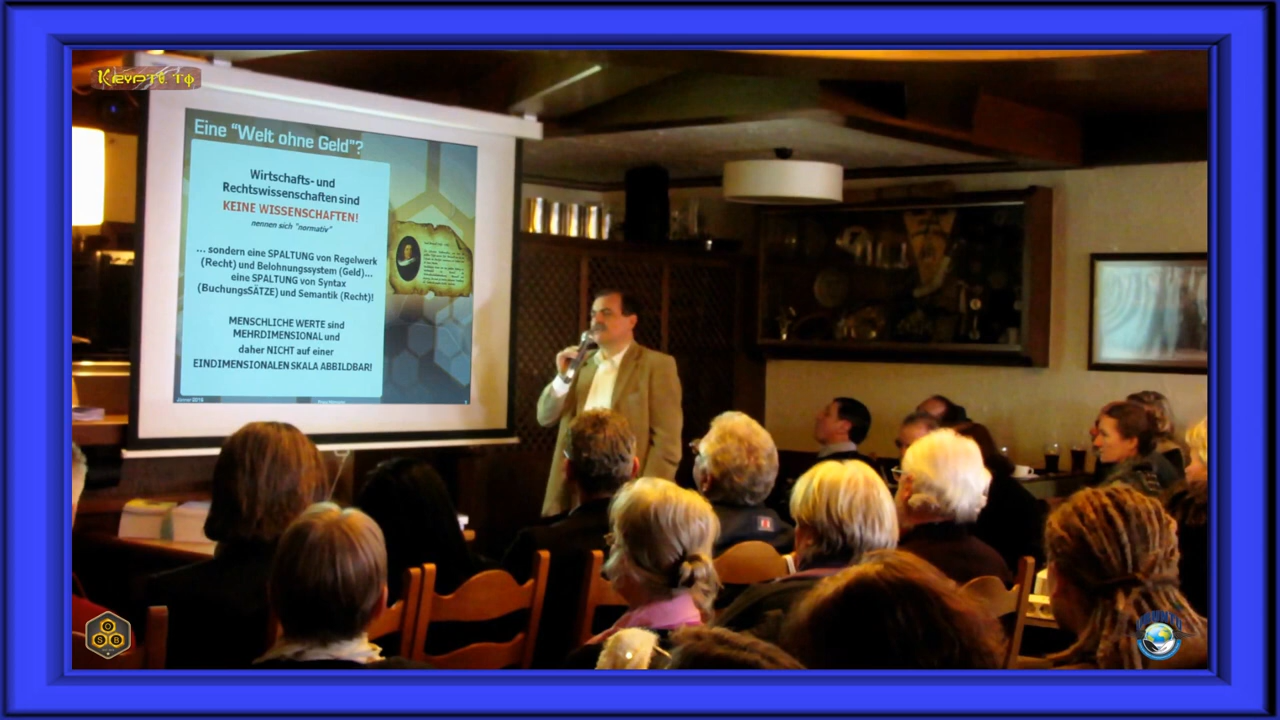 Eine "Welt ohne Geld"?
Wirtschafts- und
Rechtswissenschaften sind
KEINE WISSENSCHAFTEN!
nennen sich "normativ"
... sondern eine SPALTUNG von Regelwerk
(Recht) und Belohnungssystem (Geld)...
eine SPALTUNG von Syntax
(BuchungsSÄTZE) und Semantik (Recht)!
MENSCHLICHE WERTE sind
MEHRDIMENSIONAL und
daher NICHT auf einer
EINDIMENSIONALEN SKALA ABBILDBAR!
O
S B